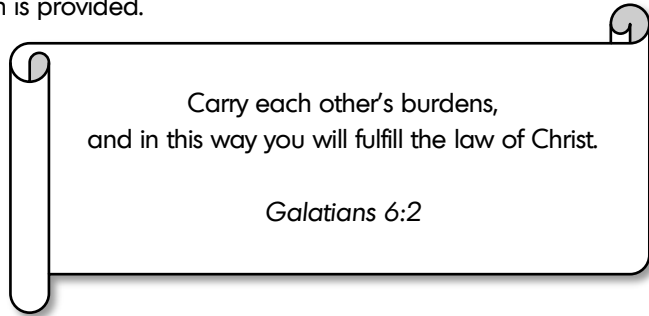 is provided.
Carry each other's burdens,
and in this way you will fulfill the law of Christ.
Galatians 6:2